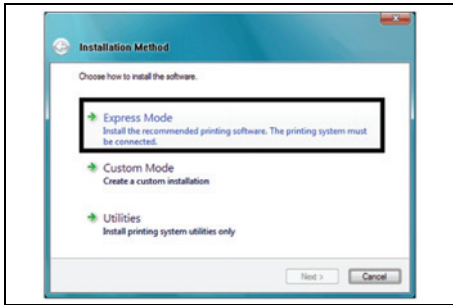 Installation Method
Choose how to install the software.
Express Mode
Install the recommended printing software. The printing system must
be connected.
Custom Mode
Create a custom installation
Utilities
Install printing system utilities only
Next >
Cancel